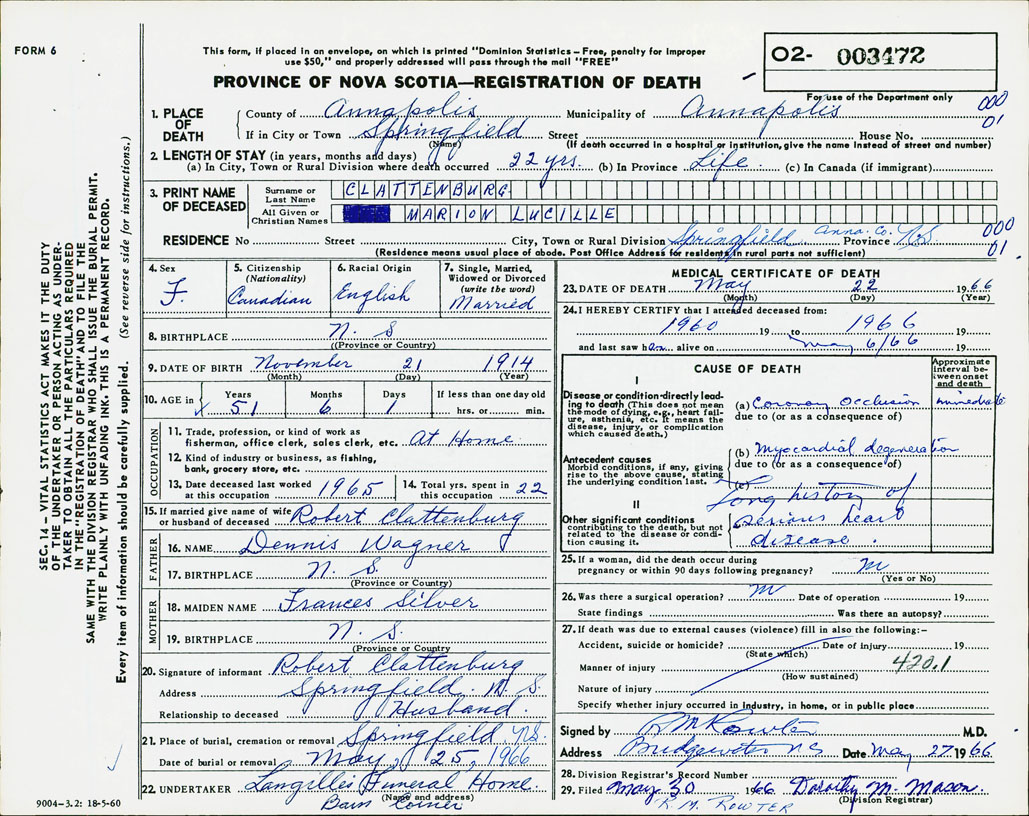 FORM 6
This form, if placed in an envelope, on which is printed "Dominion Statistics – Free, penalty for improper
use $50," and properly addressed will pass through the mail "FREE"
PROVINCE OF NOVA SCOTIA—REGISTRATION OF DEATH
O2- 003472
For use of the Department only
000
01
1. PLACE OF DEATH
County of Annapolis Municipality of Annapolis
If in City or Town Springfield Street House No.
(Name) (If death occurred in a hospital or institution, give the name instead of street and number)
2. LENGTH OF STAY (in years, months and days)
(a) In City, Town or Rural Division where death occurred 22 yrs. (b) In Province Life (c) In Canada (if immigrant)
3. PRINT NAME OF DECEASED
Surname or Last Name CLATTENBURG
All Given or Christian Names MARION LUCILLE
RESIDENCE No Street City, Town or Rural Division Springfield Anna. Co. Province N.S. 000
01
(Residence means usual place of abode. Post Office Address for residents in rural parts not sufficient)
4. Sex
F.
5. Citizenship
(Nationality)
Canadian
6. Racial Origin
English
7. Single, Married,
Widowed or Divorced
(write the word)
Married
8. BIRTHPLACE N. S
(Province or Country)
9. DATE OF BIRTH November 21 1914
(Month) (Day) (Year)
10. AGE in Years 51 Months 6 Days 1 If less than one day old
hrs. or min.
OCCUPATION
11. Trade, profession, or kind of work as
fisherman, office clerk, sales clerk, etc. At Home
12. Kind of industry or business, as fishing,
bank, grocery store, etc.
13. Date deceased last worked
at this occupation 1965
14. Total yrs. spent in
this occupation 22
15. If married give name of wife
or husband of deceased Robert Clattenburg
FATHER
16. NAME Dennis Wagner
17. BIRTHPLACE N. S.
(Province or Country)
MOTHER
18. MAIDEN NAME Frances Silver
19. BIRTHPLACE N. S.
(Province or Country)
20. Signature of informant Robert Clattenburg
Address Springfield. N. S.
Relationship to deceased Husband.
21. Place of burial, cremation or removal Springfield N.S.
Date of burial or removal May, 25, 1966
22. UNDERTAKER Langilles Funeral Home
(Name and address)
Barss Corner
9004–3.2: 18-5-60
MEDICAL CERTIFICATE OF DEATH
23. DATE OF DEATH May 22 1966
(Month) (Day) (Year)
24. I HEREBY CERTIFY that I attended deceased from:
1960 19 to 1966 19
and last saw her alive on May 6/66 19
CAUSE OF DEATH
Approximate
interval be-
tween onset
and death
I
Disease or condition directly lead-
ing to death (This does not mean
the mode of dying, e.g., heart fail-
ure, asthenia, etc. It means the
disease, injury, or complication
which caused death.)
(a) Coronary Occlusion immediate
due to (or as a consequence of)
Antecedent causes
Morbid conditions, if any, giving
rise to the above cause, stating
the underlying condition last.
(b) Myocardial degeneration
due to (or as a consequence of)
(c)
II
Other significant conditions
contributing to the death, but not
related to the disease or condi-
tion causing it.
Long history of
serious heart
disease.
25. If a woman, did the death occur during
pregnancy or within 90 days following pregnancy?
(Yes or No)
26. Was there a surgical operation? Date of operation 19
State findings Was there an autopsy?
27. If death was due to external causes (violence) fill in also the following:–
Accident, suicide or homicide? Date of injury 19
(State which)
Manner of injury 420.1
(How sustained)
Nature of injury
Specify whether injury occurred in industry, in home, or in public place
Signed by R M Rowter M.D.
Address Bridgewater N S Date May 27 1966
28. Division Registrar's Record Number
29. Filed May 30 1966 Dorothy M. Mason.
(Division Registrar)
R. M. ROWTER
SEC. 14 – VITAL STATISTICS ACT MAKES IT THE DUTY
OF THE UNDERTAKER OR PERSON ACTING AS UNDER-
TAKER TO OBTAIN ALL THE PARTICULARS REQUIRED
IN THE "REGISTRATION OF DEATH" AND TO FILE THE
SAME WITH THE DIVISION REGISTRAR WHO SHALL ISSUE THE BURIAL PERMIT.
WRITE PLAINLY WITH UNFADING INK. THIS IS A PERMANENT RECORD.
Every item of information should be carefully supplied. (See reverse side for instructions.)